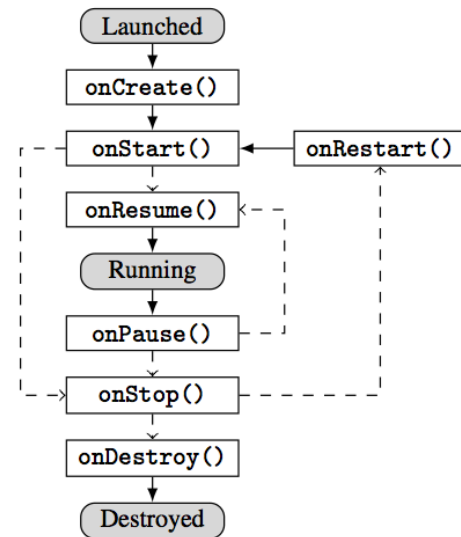 Launched
onCreate()
onStart()
onRestart()
onResume()
Running
onPause()
onStop()
onDestroy()
Destroyed